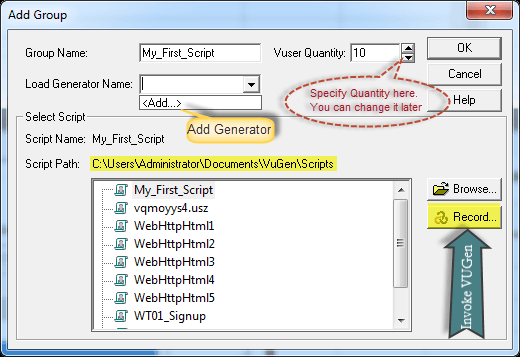 Add Group
Group Name: My_First_Script Vuser Quantity: 10 OK
Load Generator Name: Cancel
<Add...> Specify Quantity here. Help
You can change it later
Add Generator
Select Script
Script Name: My_First_Script
Script Path: C:\Users\Administrator\Documents\VuGen\Scripts
My_First_Script Browse...
vqmoyys4.usz
WebHttpHtml1 Record...
WebHttpHtml2
WebHttpHtml3
WebHttpHtml4
WebHttpHtml5
WT01_Signup
Invoke VUGen